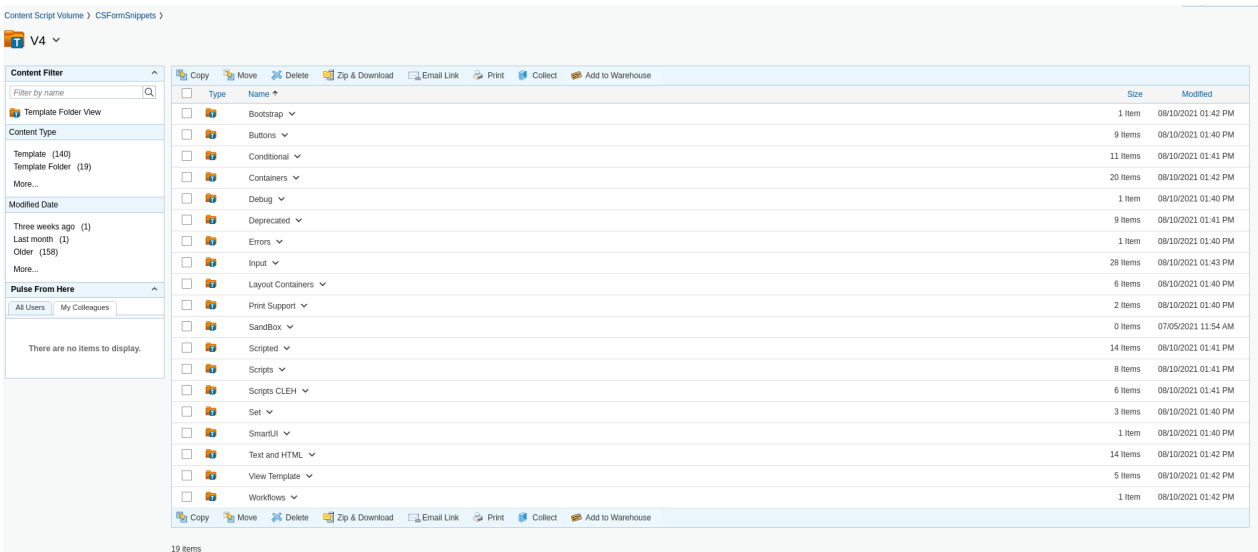 Content Script Volume › CSFormSnippets ›
V4
Content Filter
Filter by name
Template Folder View
Content Type
Template (140)
Template Folder (19)
More...
Modified Date
Three weeks ago (1)
Last month (1)
Older (158)
More...
Pulse From Here
All Users My Colleagues
There are no items to display.
Copy Move Delete Zip & Download Email Link Print Collect Add to Warehouse
Type Name Size Modified
Bootstrap 1 Item 08/10/2021 01:42 PM
Buttons 9 Items 08/10/2021 01:40 PM
Conditional 11 Items 08/10/2021 01:41 PM
Containers 20 Items 08/10/2021 01:42 PM
Debug 1 Item 08/10/2021 01:40 PM
Deprecated 9 Items 08/10/2021 01:41 PM
Errors 1 Item 08/10/2021 01:40 PM
Input 28 Items 08/10/2021 01:43 PM
Layout Containers 6 Items 08/10/2021 01:40 PM
Print Support 2 Items 08/10/2021 01:40 PM
SandBox 0 Items 07/05/2021 11:54 AM
Scripted 14 Items 08/10/2021 01:41 PM
Scripts 8 Items 08/10/2021 01:41 PM
Scripts CLEH 6 Items 08/10/2021 01:41 PM
Set 3 Items 08/10/2021 01:40 PM
SmartUI 1 Item 08/10/2021 01:40 PM
Text and HTML 14 Items 08/10/2021 01:42 PM
View Template 5 Items 08/10/2021 01:42 PM
Workflows 1 Item 08/10/2021 01:42 PM
Copy Move Delete Zip & Download Email Link Print Collect Add to Warehouse
19 items